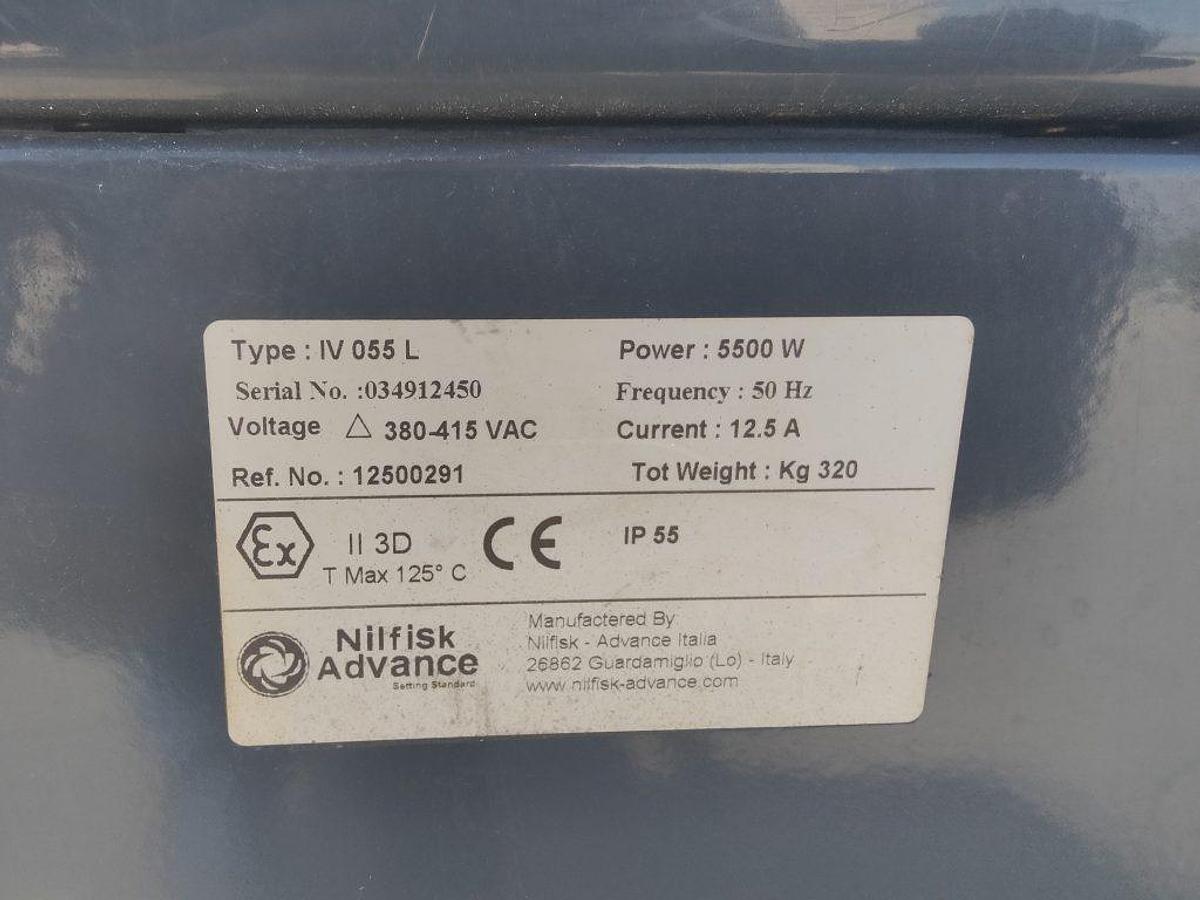 Type : IV 055 L Power : 5500 W
Serial No. :034912450 Frequency : 50 Hz
Voltage △ 380-415 VAC Current : 12.5 A
Ref. No. : 12500291 Tot Weight : Kg 320
Ex II 3D CE IP 55
T Max 125° C
Nilfisk
Advance
Setting Standard
Manufactured By
Nilfisk - Advance Italia
26862 Guardamiglio (Lo) - Italy
www.nilfisk-advance.com